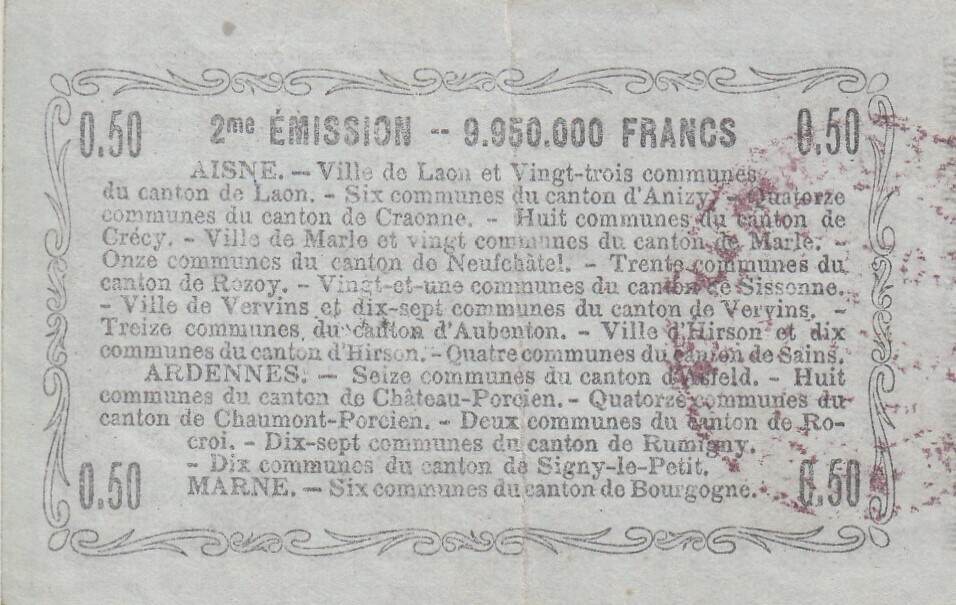 0.50 2me ÉMISSION -- 9.950.000 FRANCS 0.50
AISNE. — Ville de Laon et Vingt-trois communes
du canton de Laon. - Six communes du canton d'Anizy. - Quatorze
communes du canton de Craonne. - Huit communes du canton de
Crécy. - Ville de Marle et vingt communes du canton de Marle. -
Onze communes du canton de Neufchâtel. - Trente communes du
canton de Rozoy. - Vingt-et-une communes du canton de Sissonne.
- Ville de Vervins et dix-sept communes du canton de Vervins. -
Treize communes du canton d'Aubenton. - Ville d'Hirson et dix
communes du canton d'Hirson. - Quatre communes du canton de Sains.
ARDENNES. — Seize communes du canton d'Asfeld. - Huit
communes du canton de Château-Porcien. - Quatorze communes du
canton de Chaumont-Porcien. - Deux communes du canton de Ro-
croi. - Dix-sept communes du canton de Rumigny.
- Dix communes du canton de Signy-le-Petit.
0.50 MARNE. — Six communes du canton de Bourgogne. 0.50